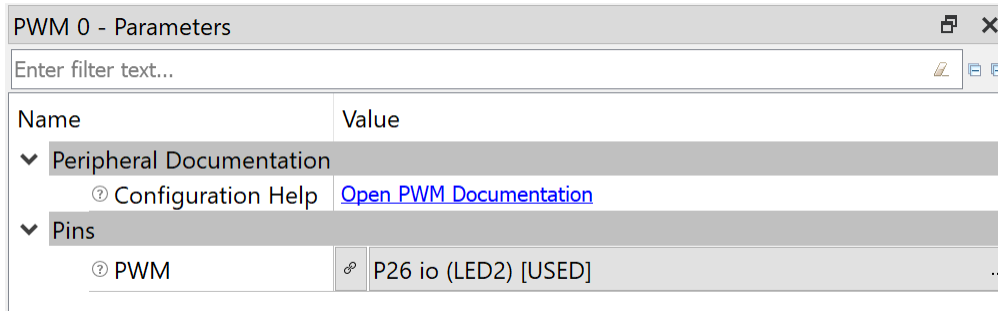 PWM 0 - Parameters
Enter filter text...
Name Value
Peripheral Documentation
Configuration Help Open PWM Documentation
Pins
PWM P26 io (LED2) [USED]